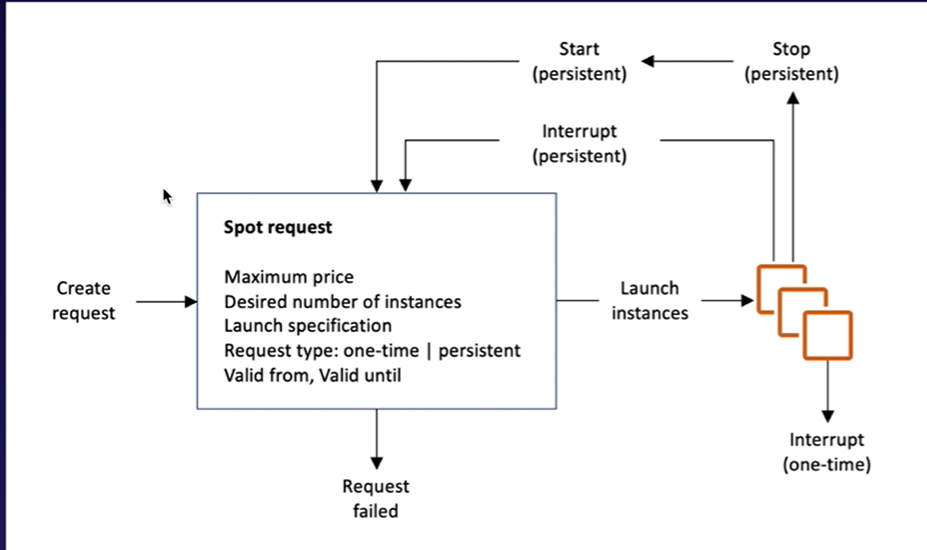 Start
(persistent)
Stop
(persistent)
Interrupt
(persistent)
Spot request
Maximum price
Desired number of instances
Launch specification
Request type: one-time | persistent
Valid from, Valid until
Create
request
Launch
instances
Interrupt
(one-time)
Request
failed